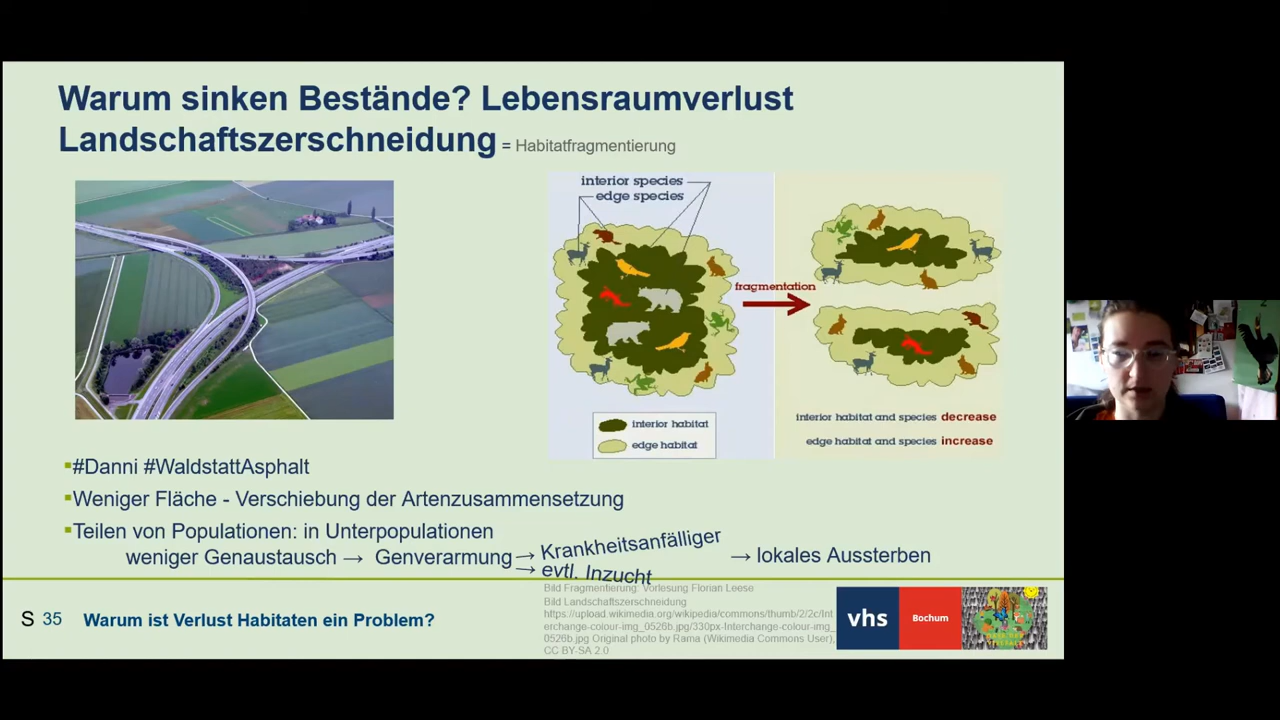 Warum sinken Bestände? Lebensraumverlust
Landschaftszerschneidung = Habitatfragmentierung
interior species
edge species
fragmentation
interior habitat
edge habitat
interior habitat and species decrease
edge habitat and species increase
▪#Danni #WaldstattAsphalt
▪Weniger Fläche - Verschiebung der Artenzusammensetzung
▪Teilen von Populationen: in Unterpopulationen
weniger Genaustausch → Genverarmung → Krankheitsanfälliger → lokales Aussterben
→ evtl. Inzucht
Bild Fragmentierung: Vorlesung Florian Leese
Bild Landschaftszerschneidung
https://upload.wikimedia.org/wikipedia/commons/thumb/2/2c/Int
erchange-colour-img_0526b.jpg/330px-Interchange-colour-img_
0526b.jpg Original photo by Rama (Wikimedia Commons User),
CC BY-SA 2.0
S 35 Warum ist Verlust Habitaten ein Problem?
vhs Bochum